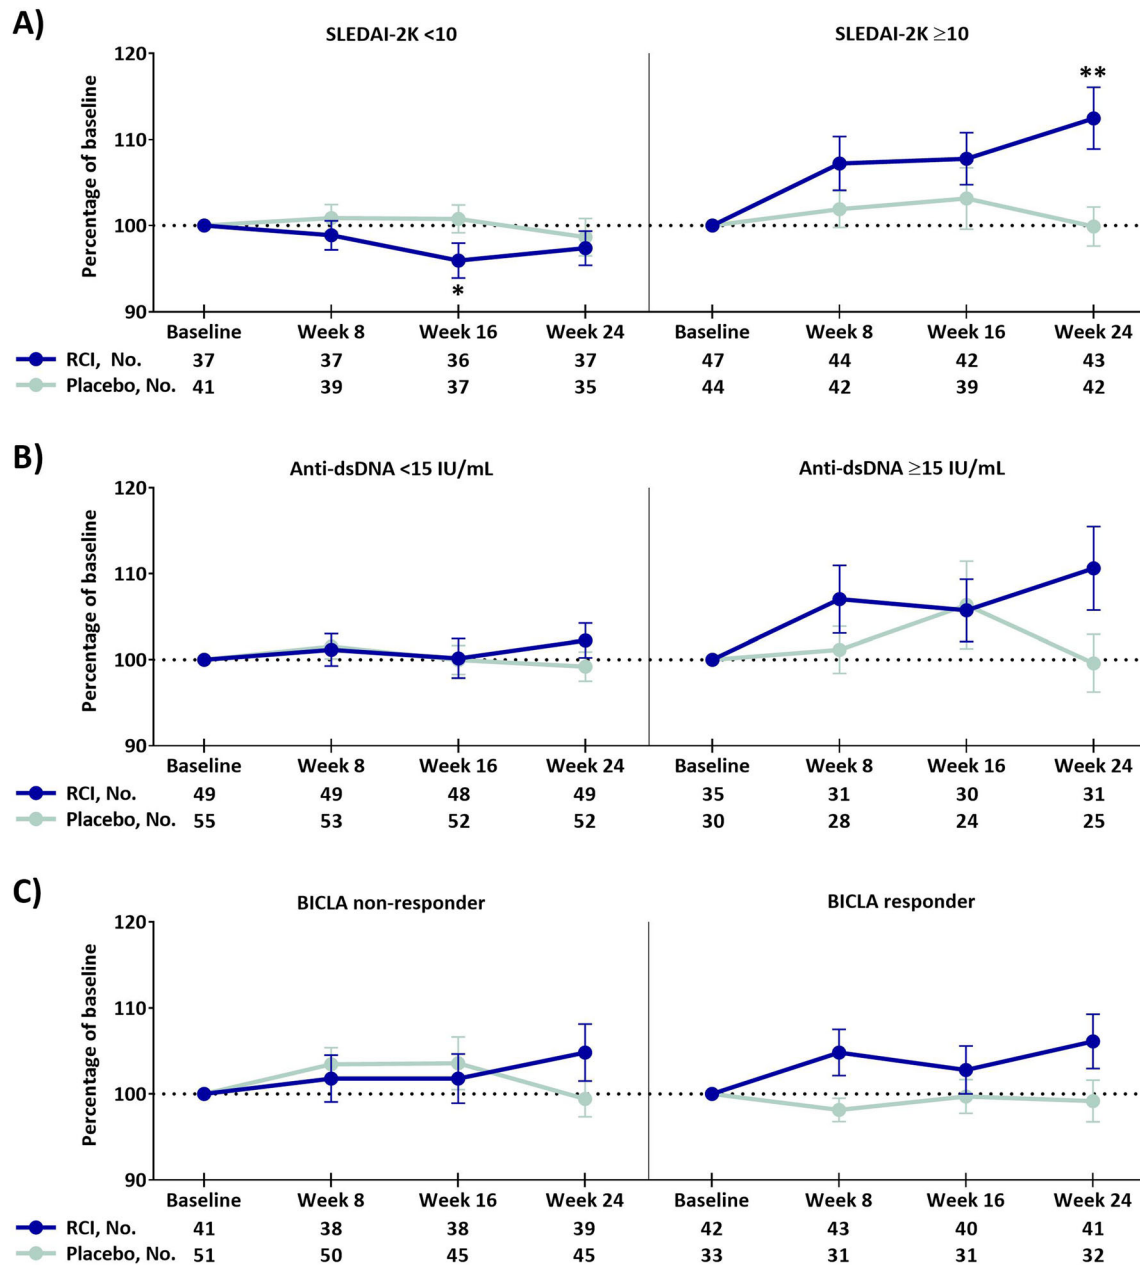 A)
SLEDAI-2K <10 SLEDAI-2K ≥10
Percentage of baseline
120
110
100
90
*
**
Baseline Week 8 Week 16 Week 24 Baseline Week 8 Week 16 Week 24
RCI, No. 37 37 36 37 47 44 42 43
Placebo, No. 41 39 37 35 44 42 39 42
B)
Anti-dsDNA <15 IU/mL Anti-dsDNA ≥15 IU/mL
Percentage of baseline
120
110
100
90
Baseline Week 8 Week 16 Week 24 Baseline Week 8 Week 16 Week 24
RCI, No. 49 49 48 49 35 31 30 31
Placebo, No. 55 53 52 52 30 28 24 25
C)
BICLA non-responder BICLA responder
Percentage of baseline
120
110
100
90
Baseline Week 8 Week 16 Week 24 Baseline Week 8 Week 16 Week 24
RCI, No. 41 38 38 39 42 43 40 41
Placebo, No. 51 50 45 45 33 31 31 32